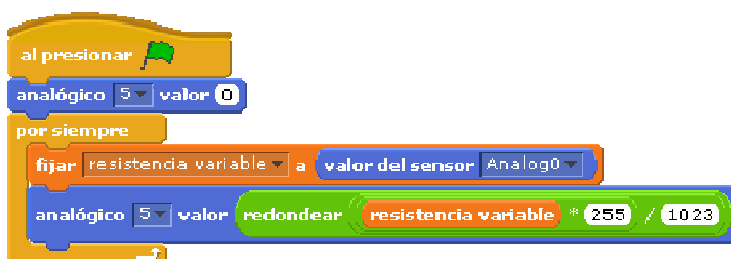 al presionar
analógico 5 valor 0
por siempre
fijar resistencia variable a valor del sensor Analog0
analógico 5 valor redondear resistencia variable * 255 / 1023